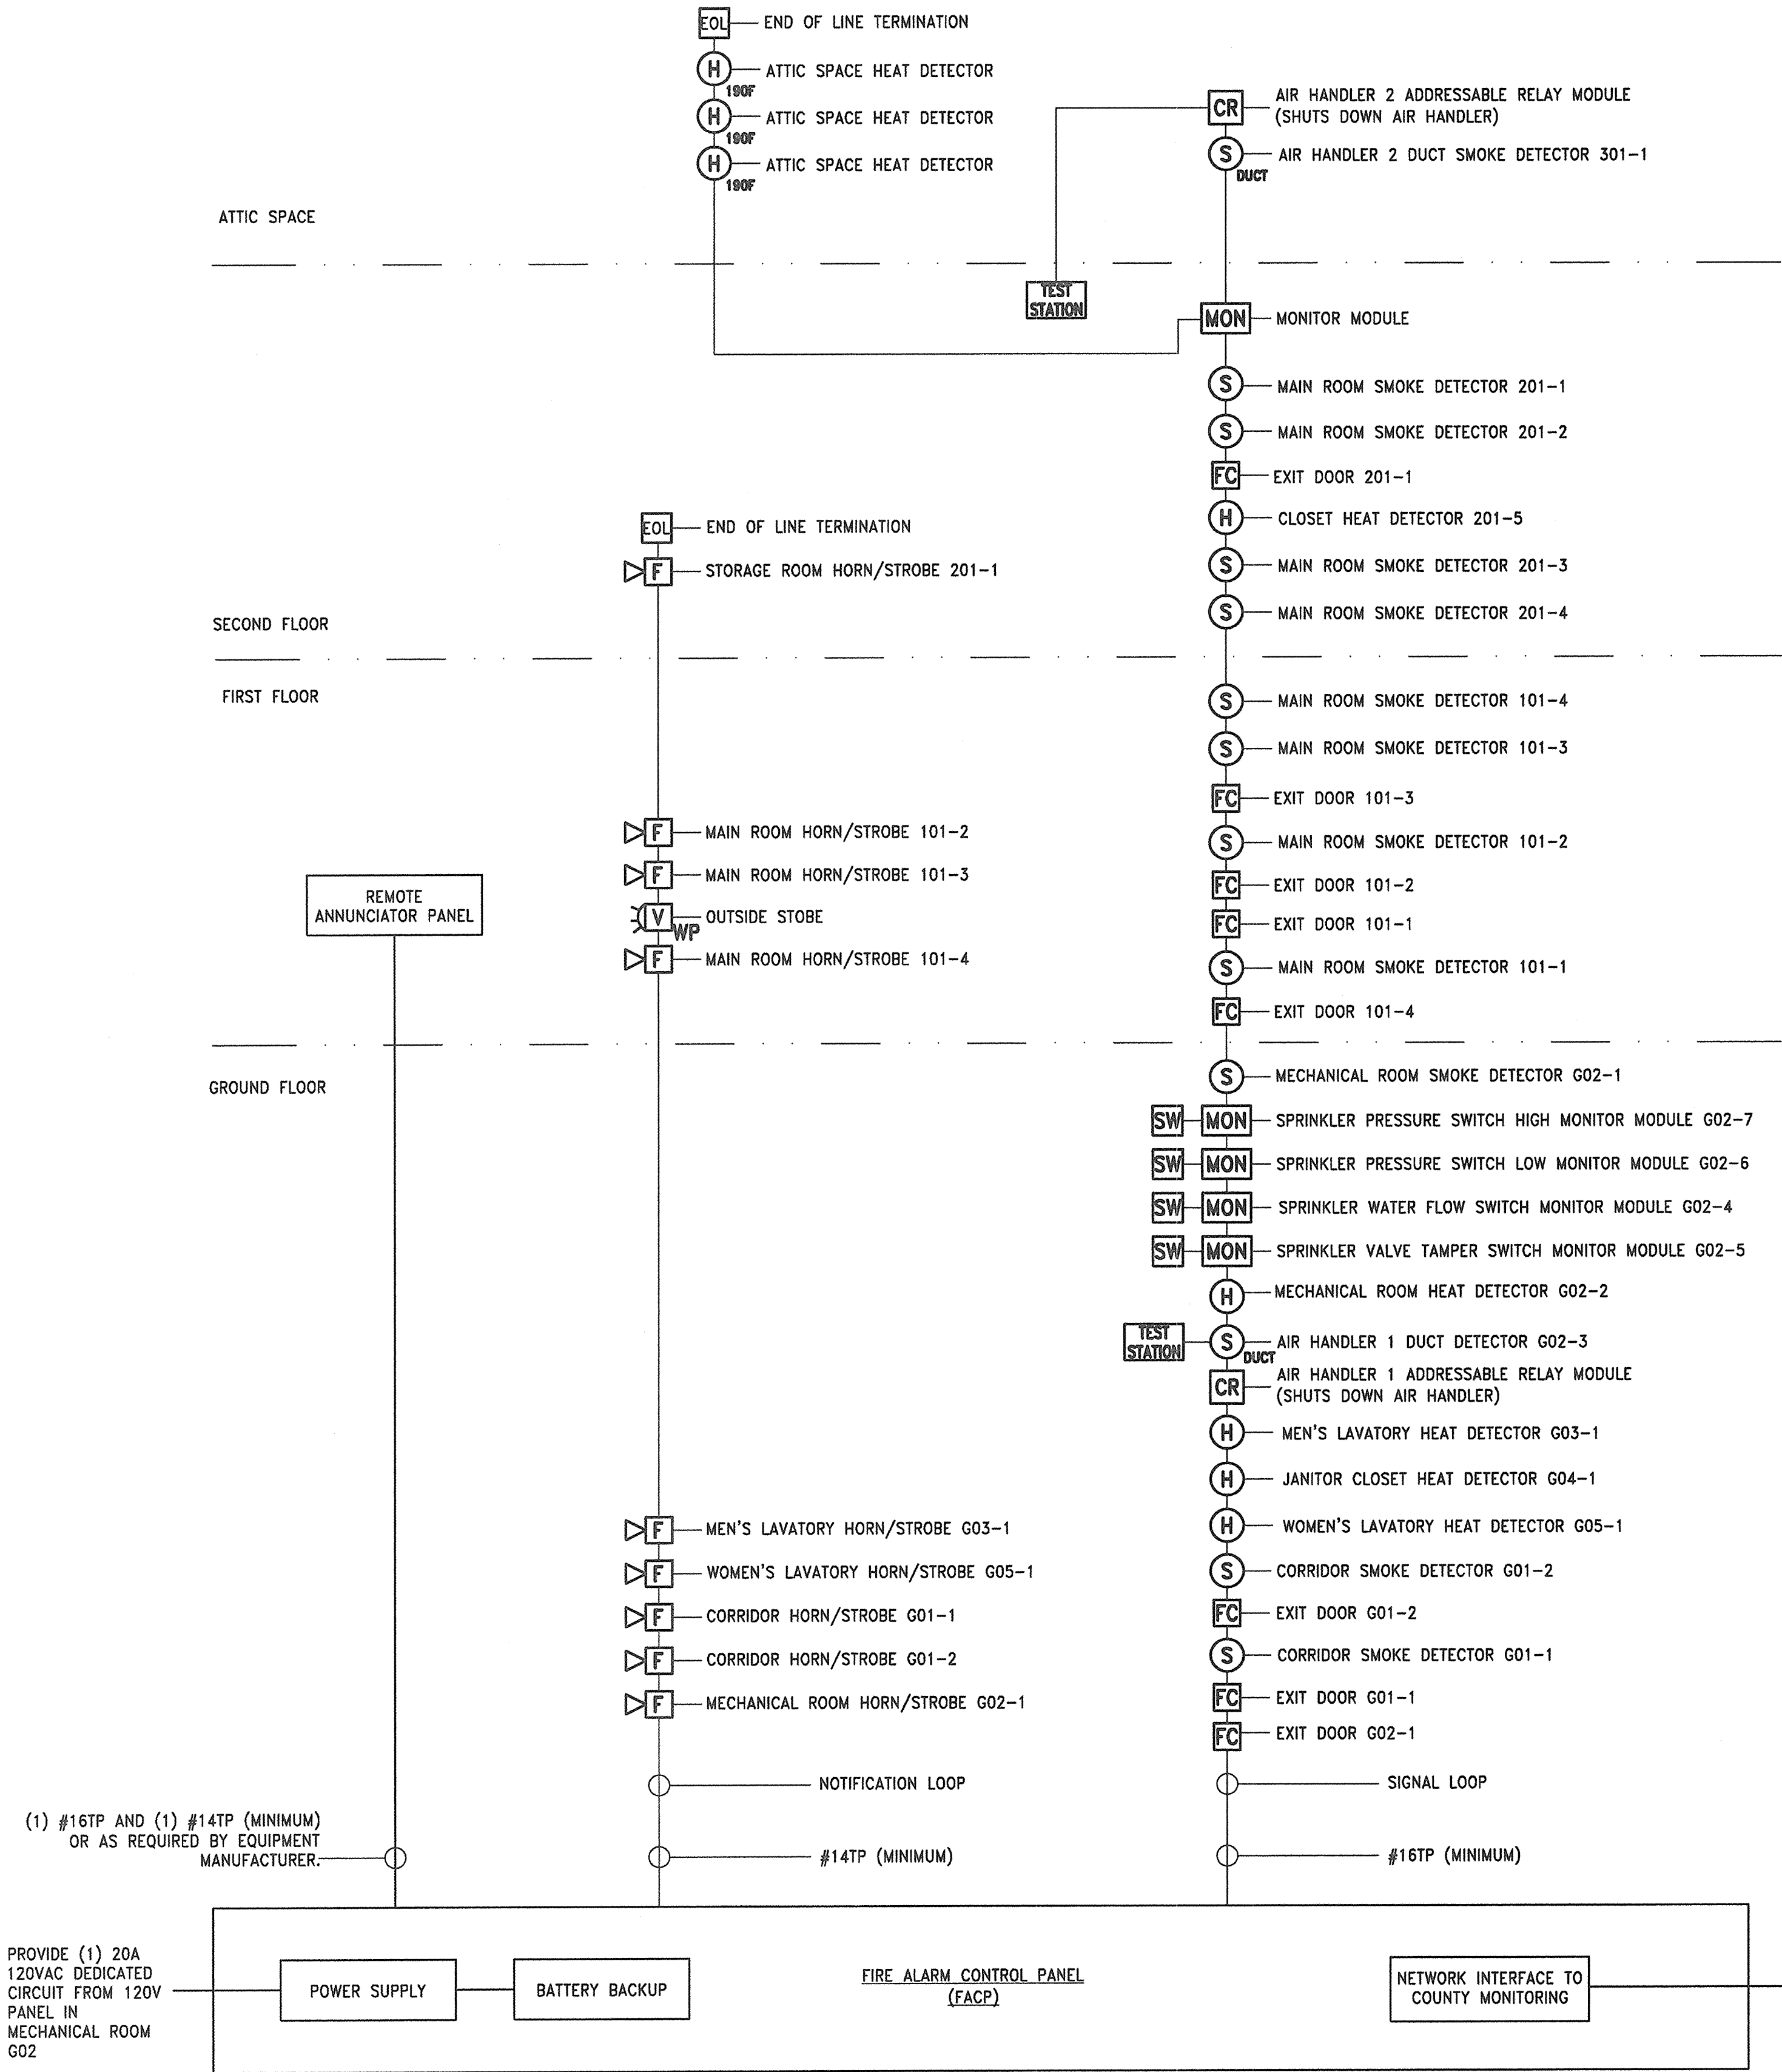 EOL END OF LINE TERMINATION
H ATTIC SPACE HEAT DETECTOR
190F
H ATTIC SPACE HEAT DETECTOR
190F
H ATTIC SPACE HEAT DETECTOR
190F
CR AIR HANDLER 2 ADDRESSABLE RELAY MODULE
(SHUTS DOWN AIR HANDLER)
S AIR HANDLER 2 DUCT SMOKE DETECTOR 301-1
DUCT
ATTIC SPACE
TEST
STATION
MON MONITOR MODULE
S MAIN ROOM SMOKE DETECTOR 201-1
S MAIN ROOM SMOKE DETECTOR 201-2
FC EXIT DOOR 201-1
H CLOSET HEAT DETECTOR 201-5
S MAIN ROOM SMOKE DETECTOR 201-3
S MAIN ROOM SMOKE DETECTOR 201-4
EOL END OF LINE TERMINATION
F STORAGE ROOM HORN/STROBE 201-1
SECOND FLOOR
FIRST FLOOR
S MAIN ROOM SMOKE DETECTOR 101-4
S MAIN ROOM SMOKE DETECTOR 101-3
FC EXIT DOOR 101-3
S MAIN ROOM SMOKE DETECTOR 101-2
FC EXIT DOOR 101-2
FC EXIT DOOR 101-1
S MAIN ROOM SMOKE DETECTOR 101-1
FC EXIT DOOR 101-4
F MAIN ROOM HORN/STROBE 101-2
F MAIN ROOM HORN/STROBE 101-3
V OUTSIDE STOBE
WP
F MAIN ROOM HORN/STROBE 101-4
REMOTE
ANNUNCIATOR PANEL
GROUND FLOOR
S MECHANICAL ROOM SMOKE DETECTOR G02-1
SW MON SPRINKLER PRESSURE SWITCH HIGH MONITOR MODULE G02-7
SW MON SPRINKLER PRESSURE SWITCH LOW MONITOR MODULE G02-6
SW MON SPRINKLER WATER FLOW SWITCH MONITOR MODULE G02-4
SW MON SPRINKLER VALVE TAMPER SWITCH MONITOR MODULE G02-5
H MECHANICAL ROOM HEAT DETECTOR G02-2
TEST
STATION
S AIR HANDLER 1 DUCT DETECTOR G02-3
DUCT
CR AIR HANDLER 1 ADDRESSABLE RELAY MODULE
(SHUTS DOWN AIR HANDLER)
H MEN'S LAVATORY HEAT DETECTOR G03-1
H JANITOR CLOSET HEAT DETECTOR G04-1
H WOMEN'S LAVATORY HEAT DETECTOR G05-1
S CORRIDOR SMOKE DETECTOR G01-2
FC EXIT DOOR G01-2
S CORRIDOR SMOKE DETECTOR G01-1
FC EXIT DOOR G01-1
FC EXIT DOOR G02-1
F MEN'S LAVATORY HORN/STROBE G03-1
F WOMEN'S LAVATORY HORN/STROBE G05-1
F CORRIDOR HORN/STROBE G01-1
F CORRIDOR HORN/STROBE G01-2
F MECHANICAL ROOM HORN/STROBE G02-1
NOTIFICATION LOOP
SIGNAL LOOP
(1) #16TP AND (1) #14TP (MINIMUM)
OR AS REQUIRED BY EQUIPMENT
MANUFACTURER.
#14TP (MINIMUM)
#16TP (MINIMUM)
PROVIDE (1) 20A
120VAC DEDICATED
CIRCUIT FROM 120V
PANEL IN
MECHANICAL ROOM
G02
POWER SUPPLY
BATTERY BACKUP
FIRE ALARM CONTROL PANEL
(FACP)
NETWORK INTERFACE TO
COUNTY MONITORING